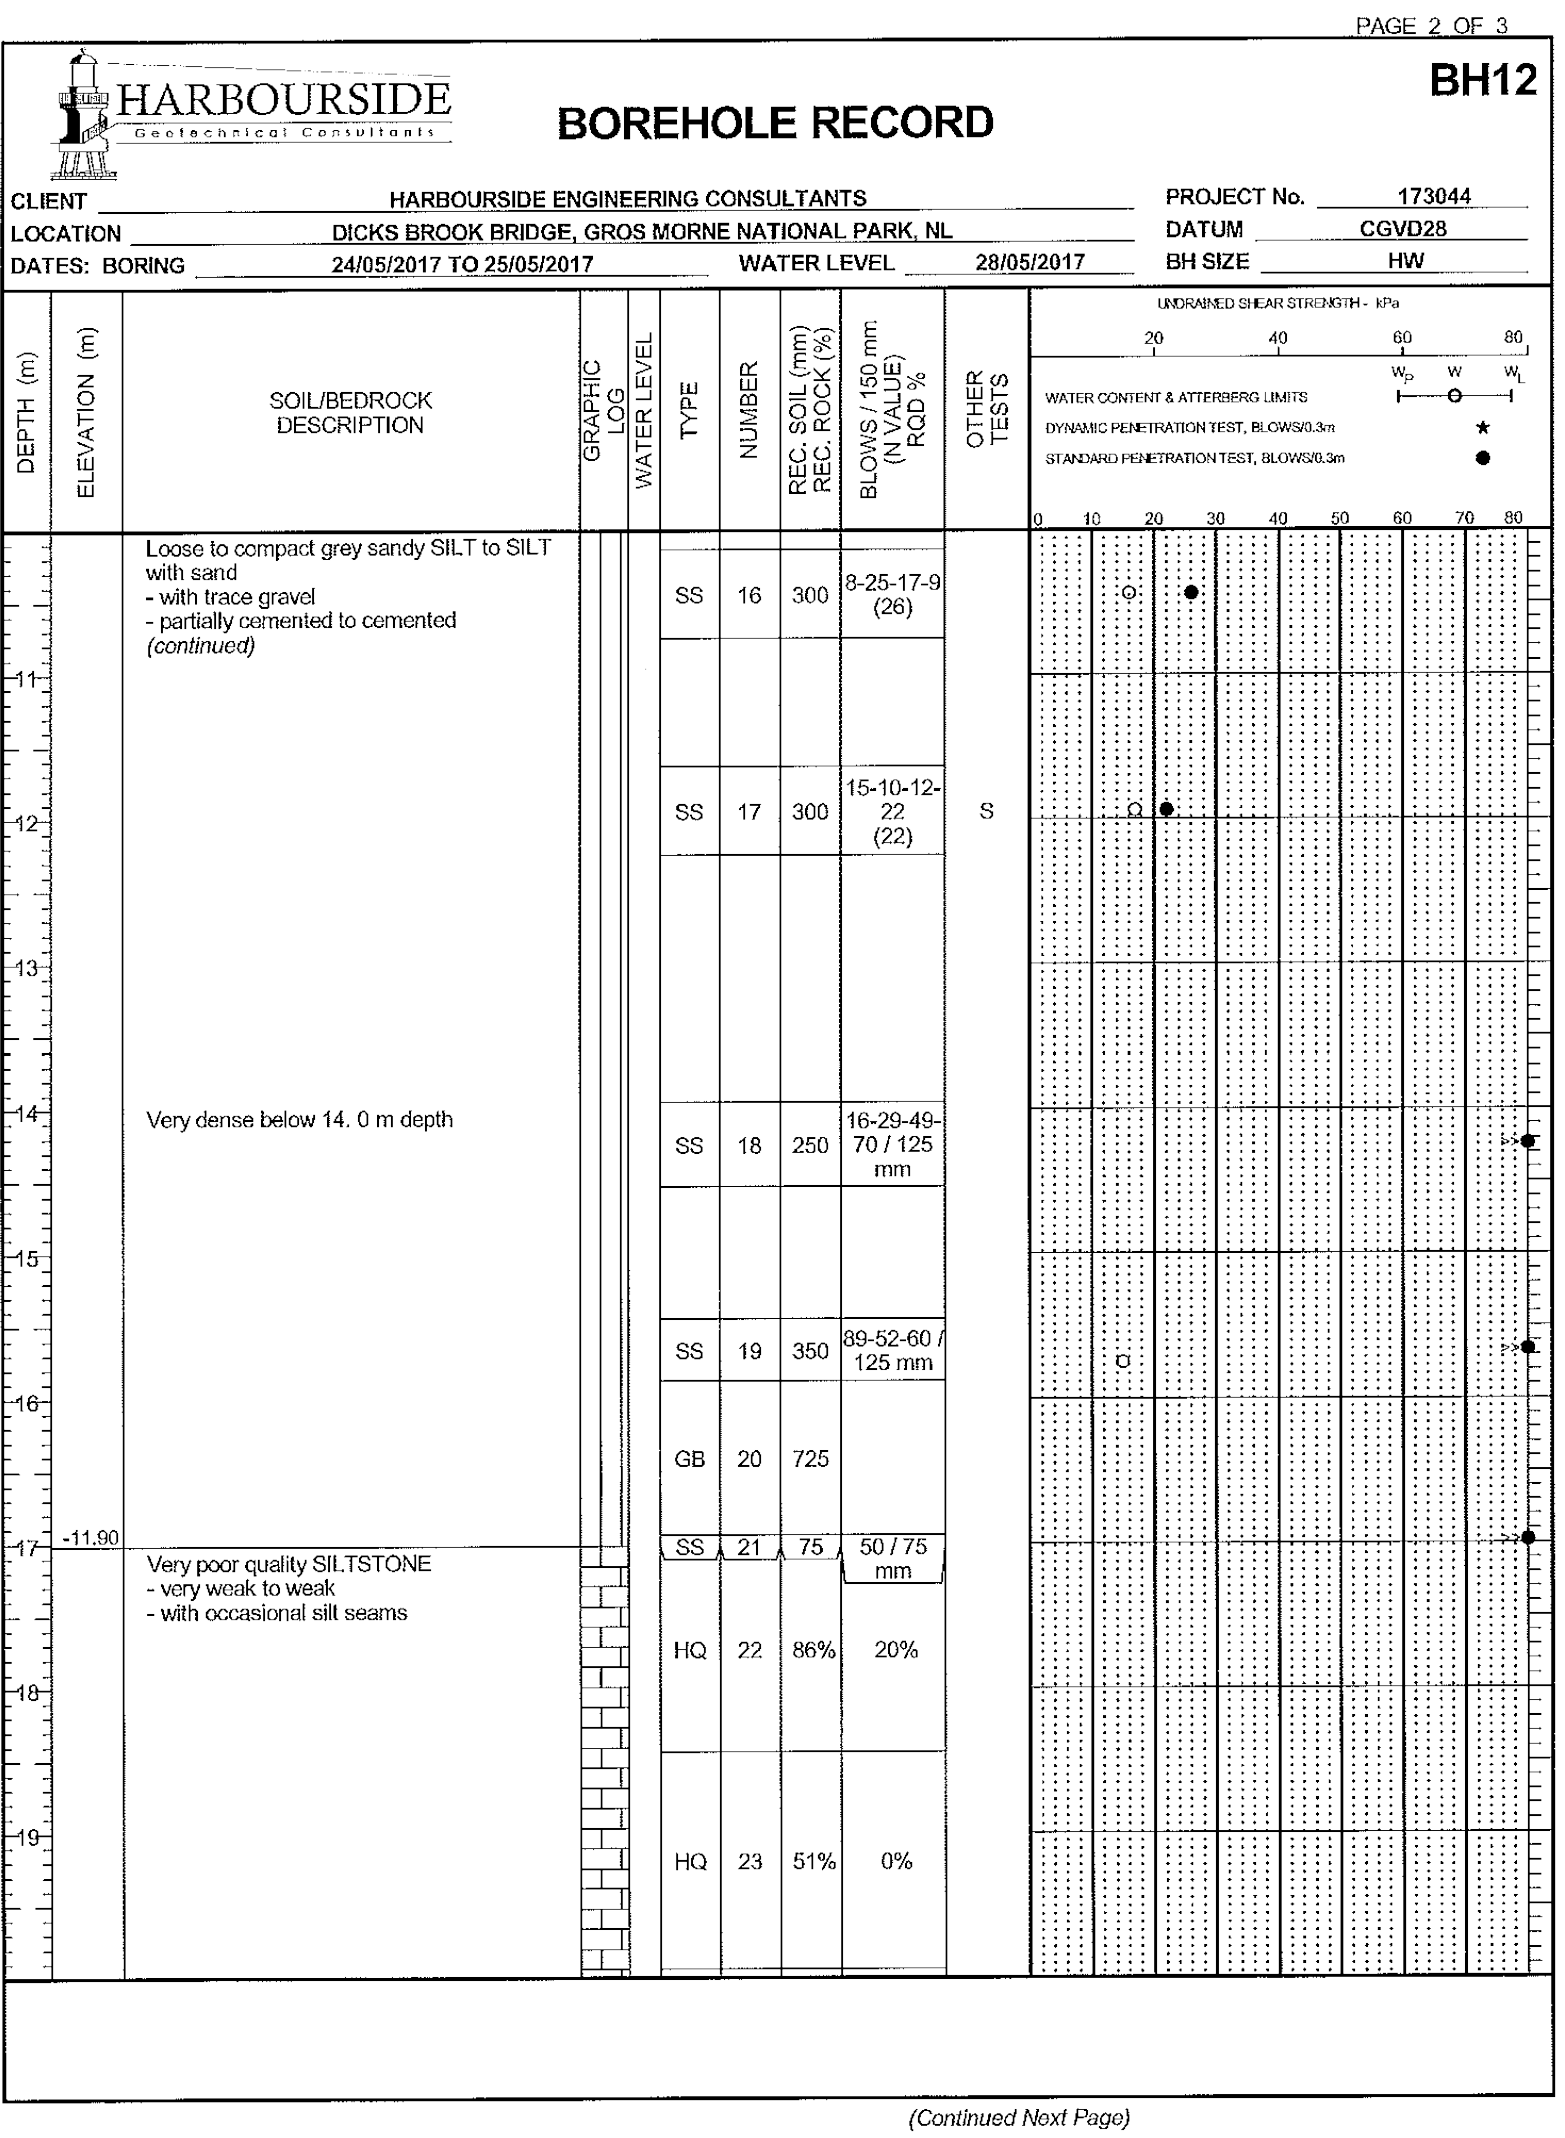 PAGE 2 OF 3
HARBOURSIDE
Geotechnical Consultants
BOREHOLE RECORD
BH12
CLIENT HARBOURSIDE ENGINEERING CONSULTANTS PROJECT No. 173044
LOCATION DICKS BROOK BRIDGE, GROS MORNE NATIONAL PARK, NL DATUM CGVD28
DATES: BORING 24/05/2017 TO 25/05/2017 WATER LEVEL 28/05/2017 BH SIZE HW
DEPTH (m)
ELEVATION (m)
SOIL/BEDROCK
DESCRIPTION
GRAPHIC
LOG
WATER LEVEL
TYPE
NUMBER
REC. SOIL (mm)
REC. ROCK (%)
BLOWS / 150 mm
(N VALUE)
RQD %
OTHER
TESTS
UNDRAINED SHEAR STRENGTH - kPa
20 40 60 80
WP W WL
WATER CONTENT & ATTERBERG LIMITS
DYNAMIC PENETRATION TEST, BLOWS/0.3m ★
STANDARD PENETRATION TEST, BLOWS/0.3m ●
0 10 20 30 40 50 60 70 80
Loose to compact grey sandy SILT to SILT
with sand
- with trace gravel
- partially cemented to cemented
(continued)
SS 16 300 8-25-17-9
(26)
11
15-10-12-
SS 17 300 22 S
(22)
12
13
14
Very dense below 14. 0 m depth
16-29-49-
SS 18 250 70 / 125
mm
>>
15
SS 19 350 89-52-60 /
125 mm
>>
16
GB 20 725
17
-11.90
SS 21 75 50 / 75
mm
>>
Very poor quality SILTSTONE
- very weak to weak
- with occasional silt seams
HQ 22 86% 20%
18
19
HQ 23 51% 0%
(Continued Next Page)